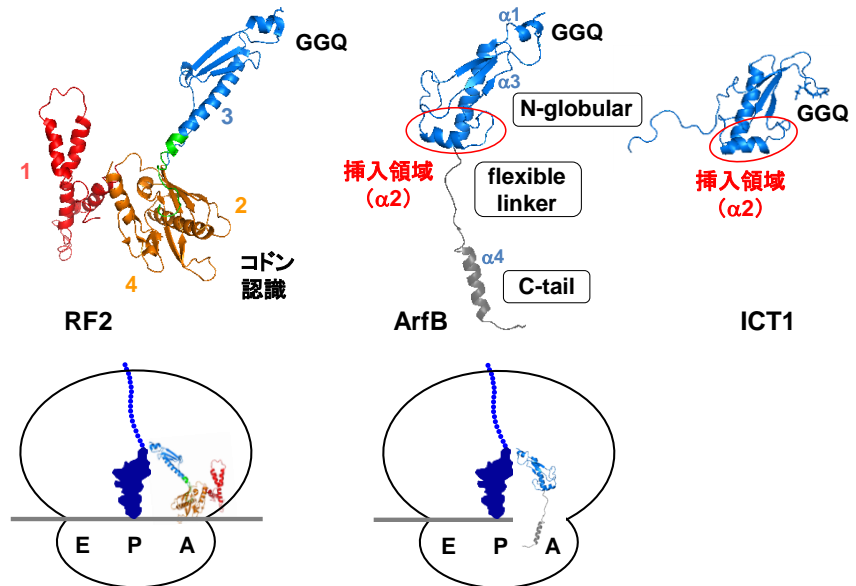 α1
GGQ
GGQ
α3
3
N-globular
GGQ
1
挿入領域
(α2)
flexible
linker
挿入領域
(α2)
2
α4
4
コドン
認識
C-tail
RF2
ArfB
ICT1
E P A
E P A